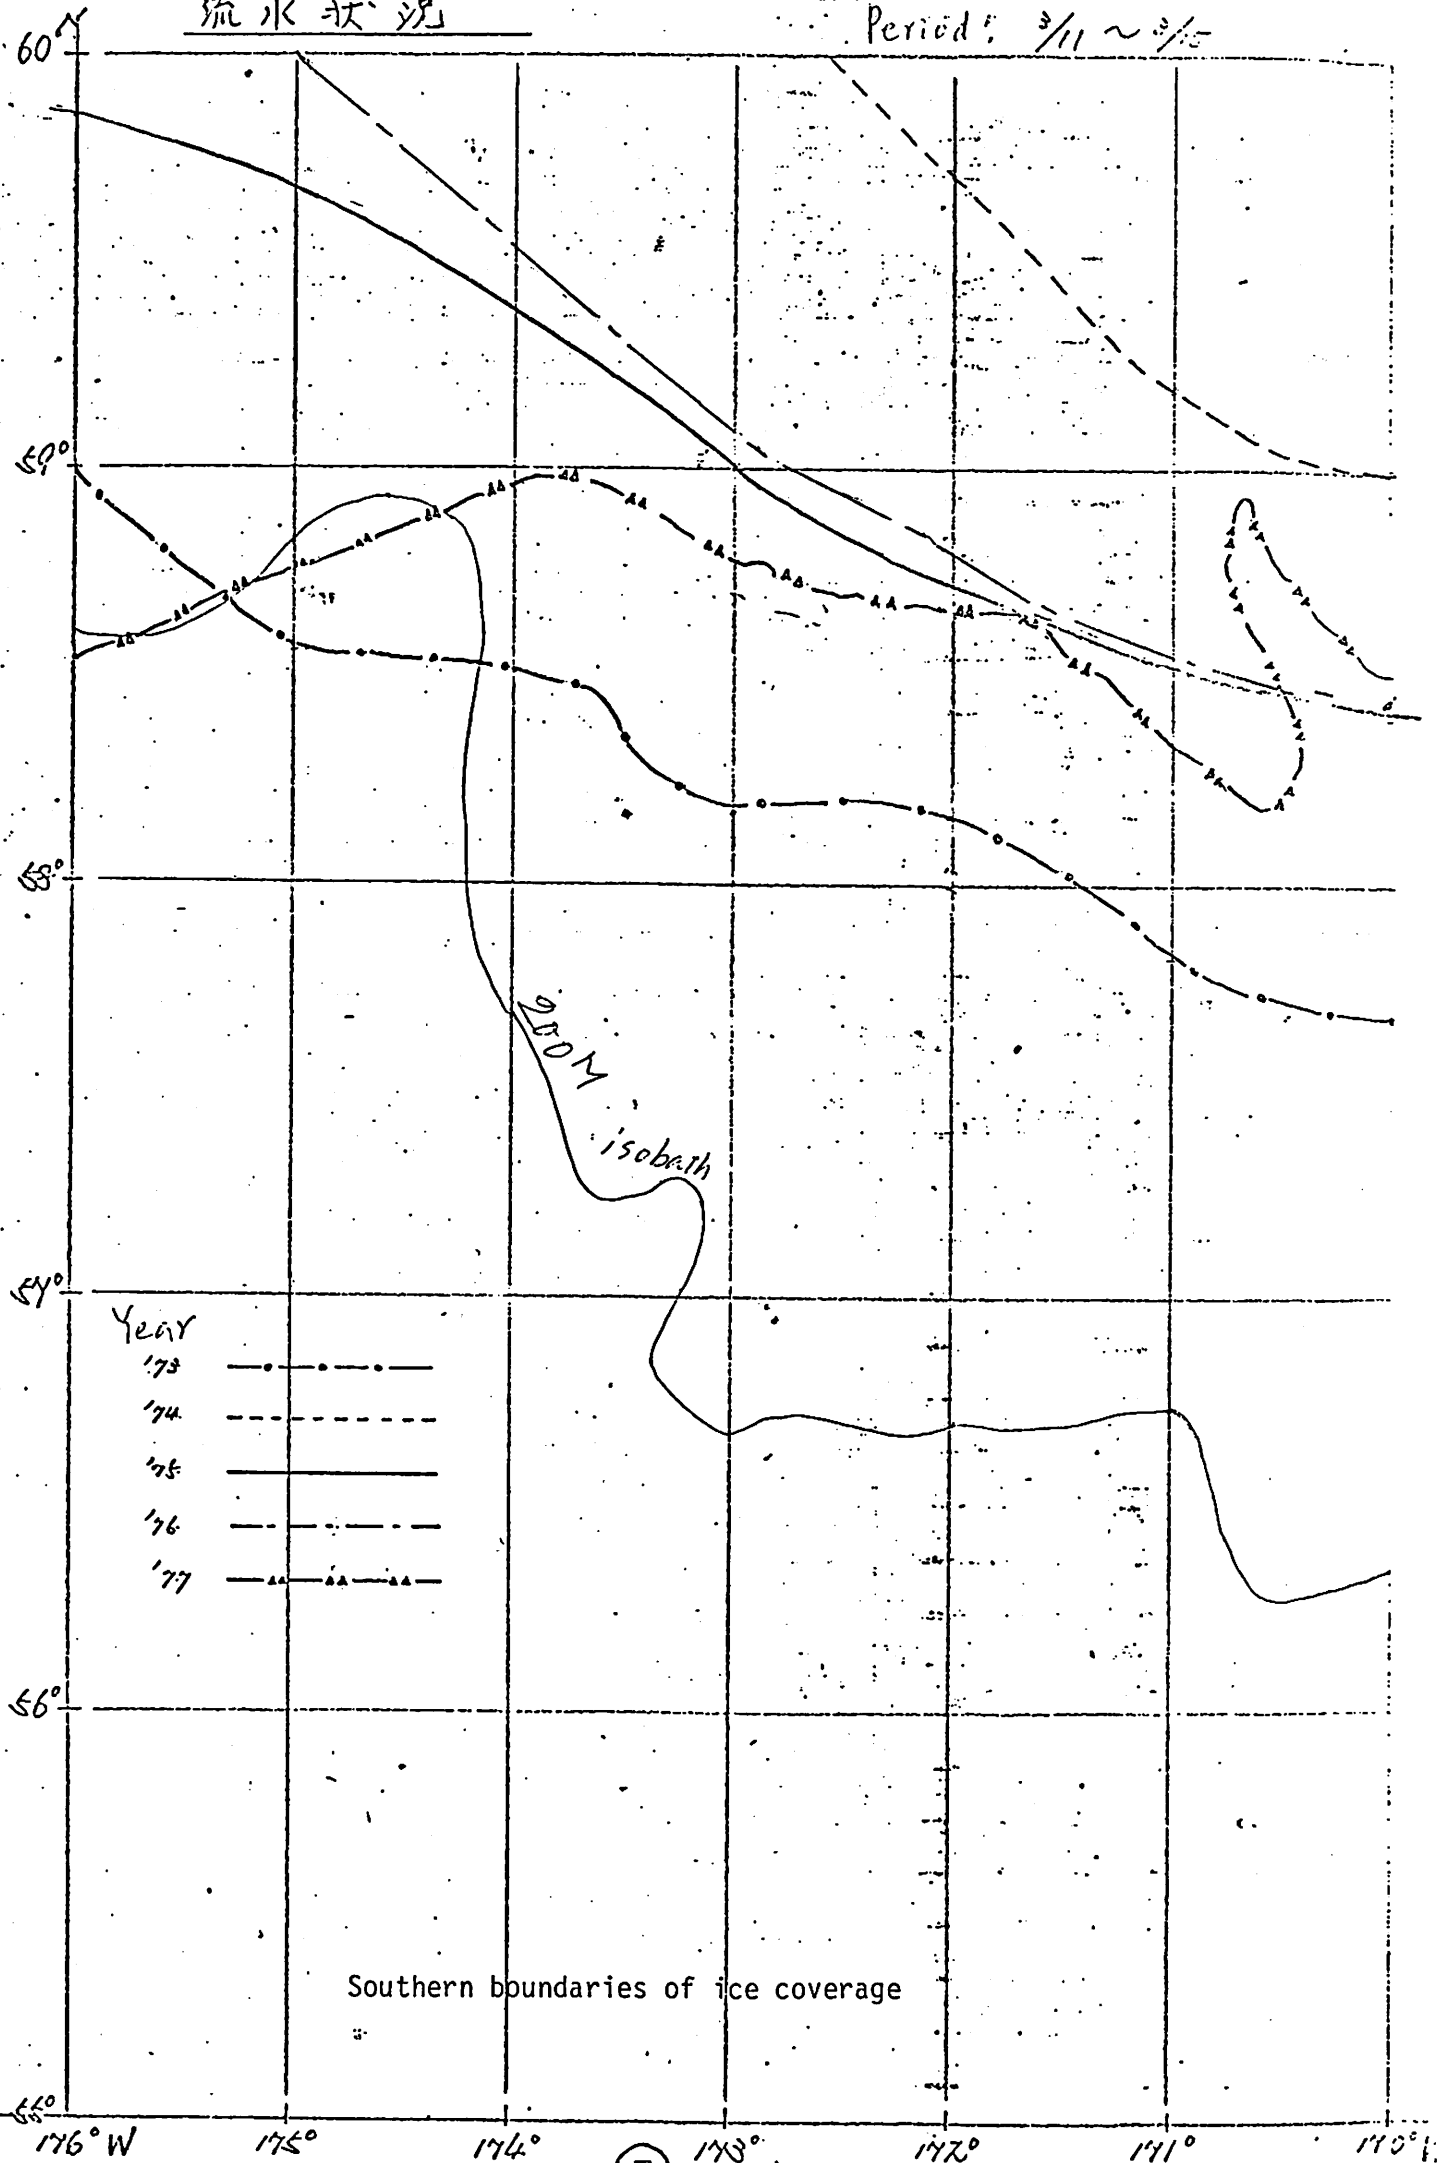 流氷状況
Period: 3/11 ~ 3/15
60°N
59°
58°
200M
isobath
57°
Year
'73
'74
'75
'76
'77
56°
Southern boundaries of ice coverage
55°
176°W 175° 174° 173° 172° 171° 170°